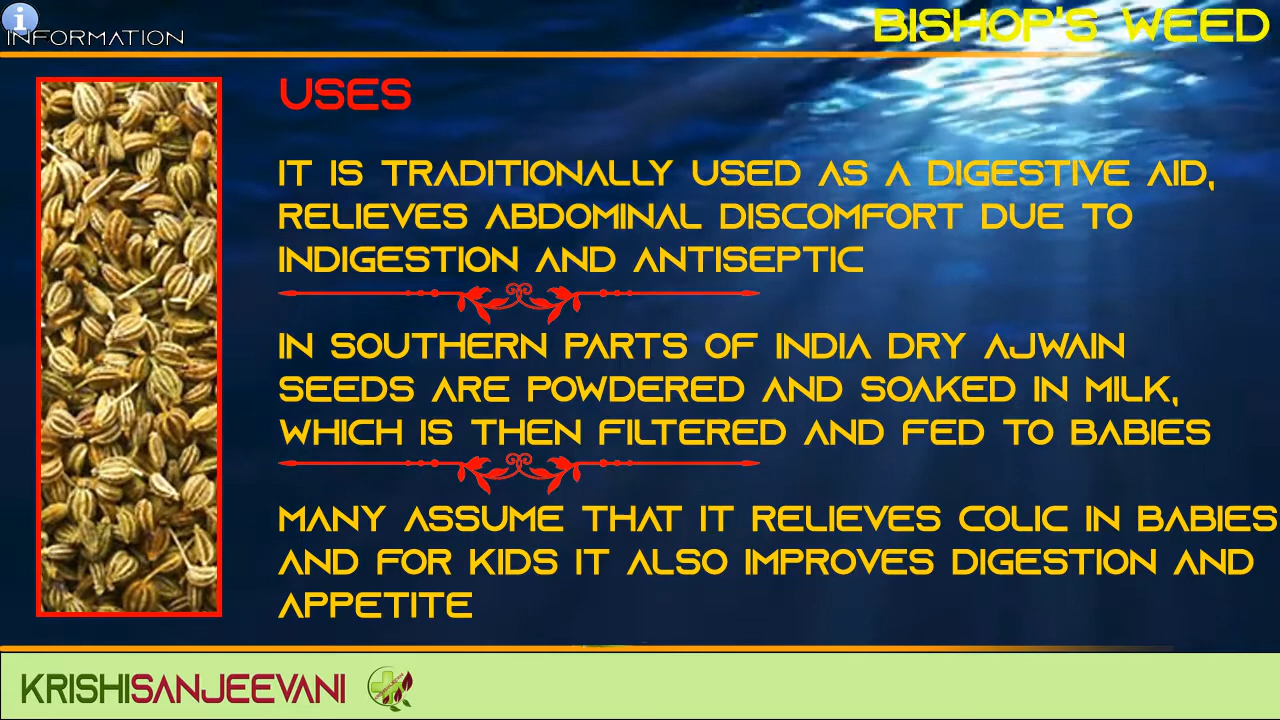 INFORMATION
BISHOP'S WEED
USES
IT IS TRADITIONALLY USED AS A DIGESTIVE AID,
RELIEVES ABDOMINAL DISCOMFORT DUE TO
INDIGESTION AND ANTISEPTIC
IN SOUTHERN PARTS OF INDIA DRY AJWAIN
SEEDS ARE POWDERED AND SOAKED IN MILK,
WHICH IS THEN FILTERED AND FED TO BABIES
MANY ASSUME THAT IT RELIEVES COLIC IN BABIES
AND FOR KIDS IT ALSO IMPROVES DIGESTION AND
APPETITE
KRISHISANJEEVANI